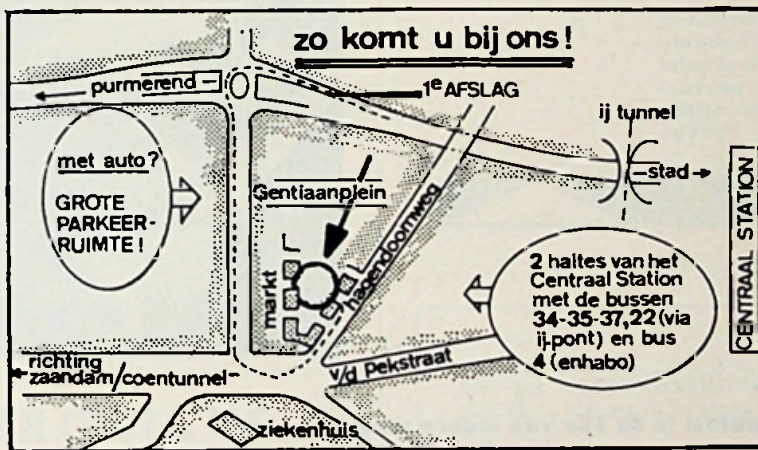 zo komt u bij ons!
purmerend
1e AFSLAG
ij tunnel
met auto?
GROTE
PARKEER-
RUIMTE!
Gentiaanplein
stad
CENTRAAL STATION
markt
hagendoornweg
2 haltes van het
Centraal Station
met de bussen
34-35-37,22 (via
ij-pont) en bus
4 (enhabo)
v/d Pekstraat
richting
zaandam/coentunnel
ziekenhuis